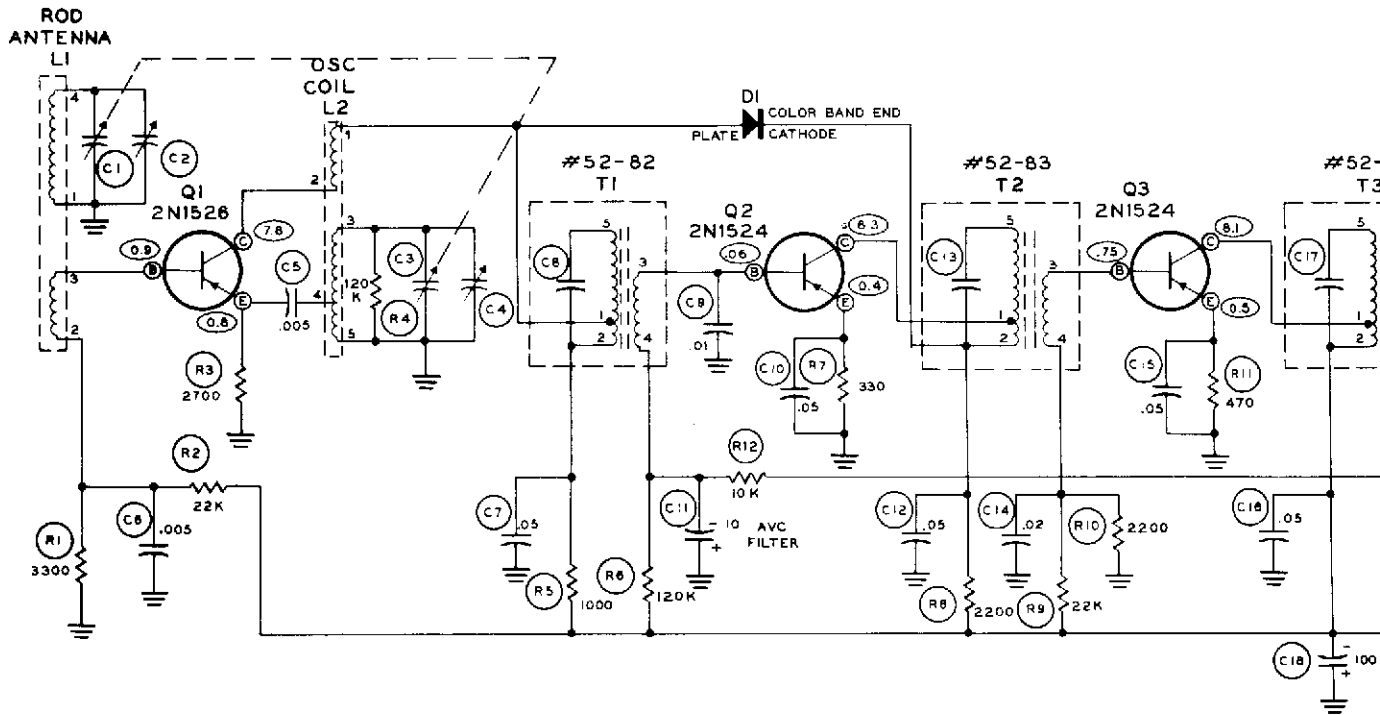 ROD
ANTENNA
L1
OSC
COIL
L2
D1
COLOR BAND END
PLATE
CATHODE
#52-82
T1
#52-83
T2
#52-
T3
4
1
3
2
C1
C2
Q1
2N1526
0.9
B
C
7.8
E
0.8
C5
.005
1
2
3
4
5
120
K
R4
C3
C4
C8
5
1
2
3
4
Q2
2N1524
.06
B
C
8.3
E
0.4
C9
.01
C10
.05
R7
330
C13
5
1
2
3
4
Q3
2N1524
.75
B
C
8.1
E
0.5
C15
.05
R11
470
C17
5
1
2
R3
2700
R2
22K
R1
3300
C6
.005
C7
.05
R5
1000
R6
120K
C11
- 10
+
AVC
FILTER
R12
10K
C12
.05
C14
.02
R10
2200
R8
2200
R9
22K
C16
.05
C18
-
100
+